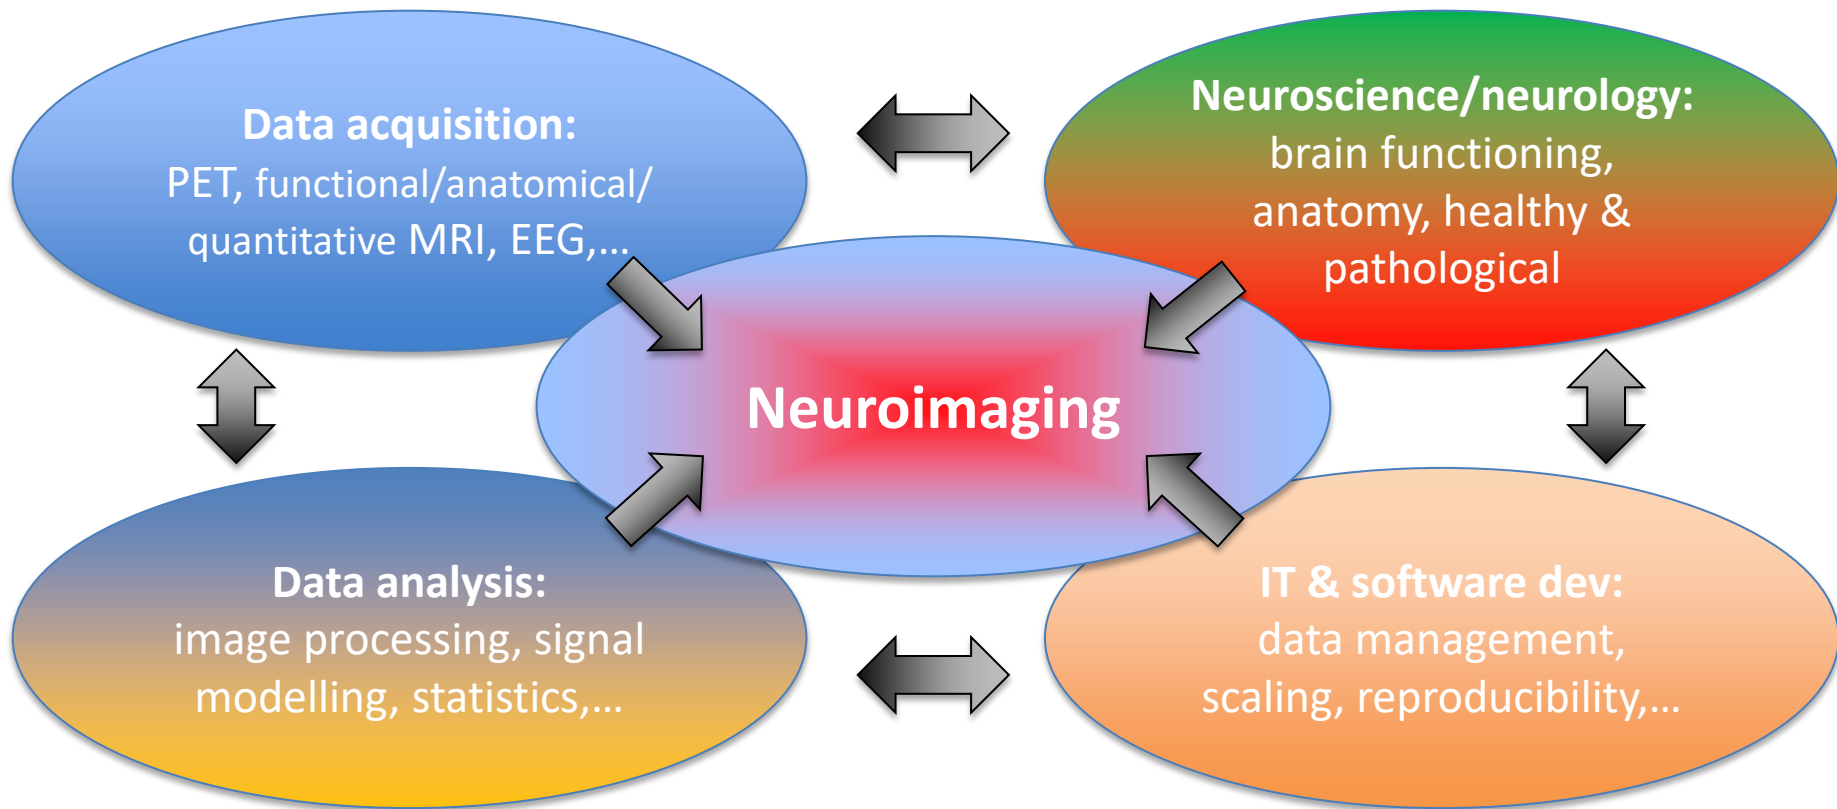 Data acquisition:
PET, functional/anatomical/
quantitative MRI, EEG,...
Neuroscience/neurology:
brain functioning,
anatomy, healthy &
pathological
Neuroimaging
Data analysis:
image processing, signal
modelling, statistics,...
IT & software dev:
data management,
scaling, reproducibility,...